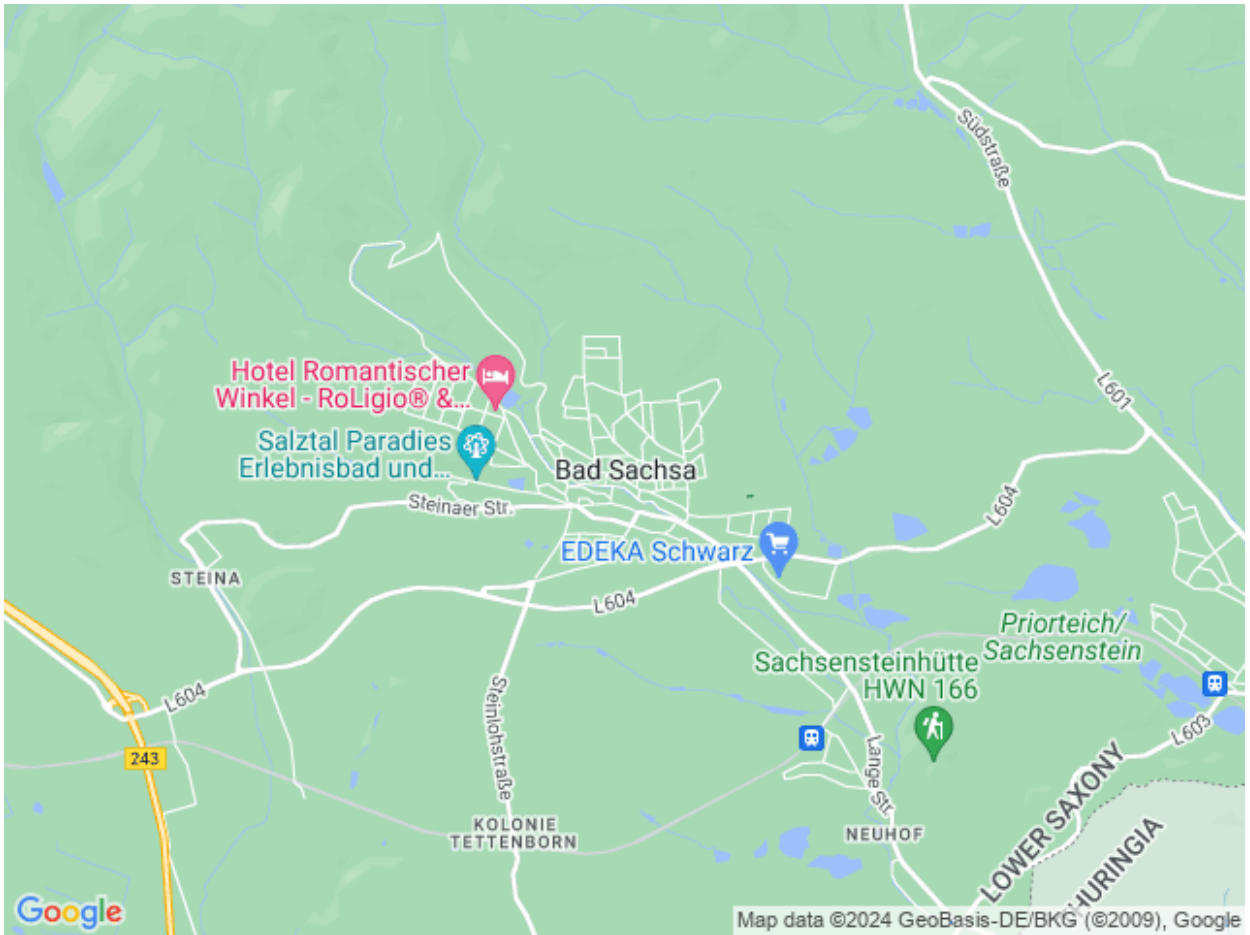 Südstraße
L601
Hotel Romantischer
Winkel - RoLigio® &...
Salztal Paradies
Erlebnisbad und...
Bad Sachsa
Steinaer Str.
L604
EDEKA Schwarz
STEINA
L604
Priorteich/
Sachsenstein
Sachsensteinhütte
HWN 166
L604
243
Steinlohstraße
Lange Str.
L603
KOLONIE
TETTENBORN
NEUHOF
LOWER SAXONY
THURINGIA
Google
Map data ©2024 GeoBasis-DE/BKG (©2009), Google